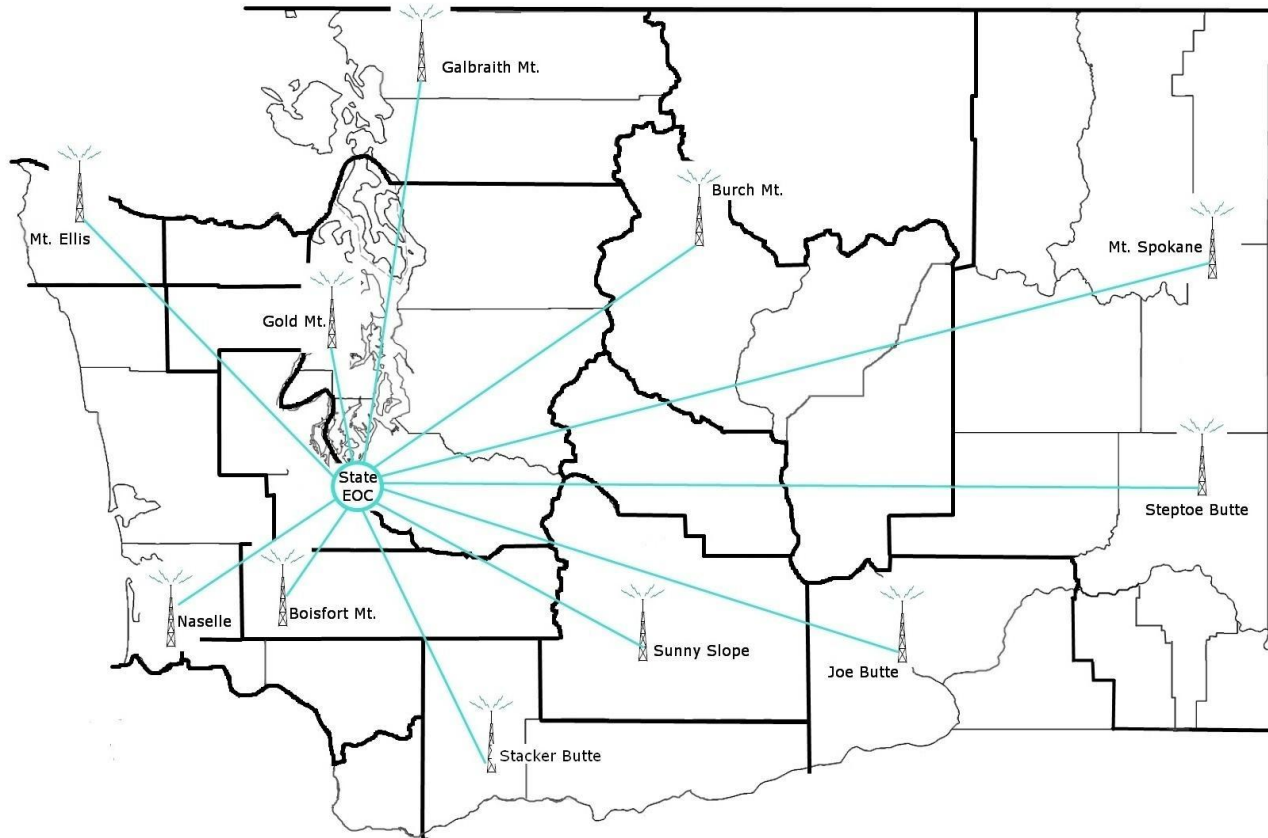 Galbraith Mt.
Burch Mt.
Mt. Ellis
Mt. Spokane
Gold Mt.
State
EOC
Steptoe Butte
Naselle
Boisfort Mt.
Sunny Slope
Joe Butte
Stacker Butte